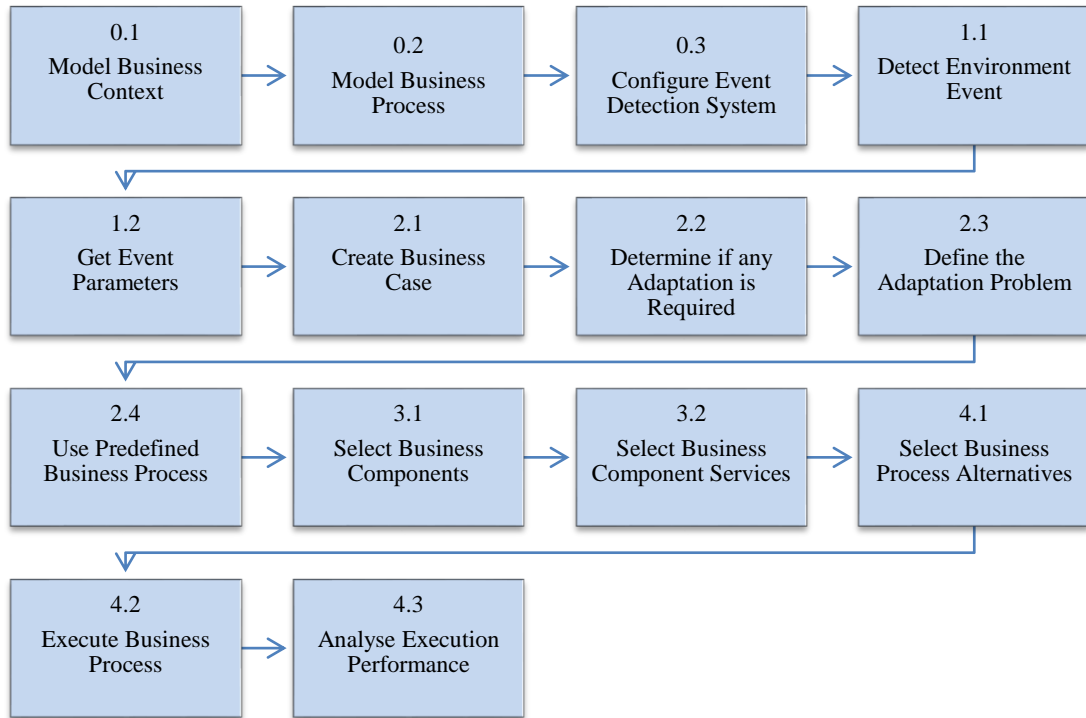 0.1
Model Business
Context
0.2
Model Business
Process
0.3
Configure Event
Detection System
1.1
Detect Environment
Event
1.2
Get Event
Parameters
2.1
Create Business
Case
2.2
Determine if any
Adaptation is
Required
2.3
Define the
Adaptation Problem
2.4
Use Predefined
Business Process
3.1
Select Business
Components
3.2
Select Business
Component Services
4.1
Select Business
Process Alternatives
4.2
Execute Business
Process
4.3
Analyse Execution
Performance